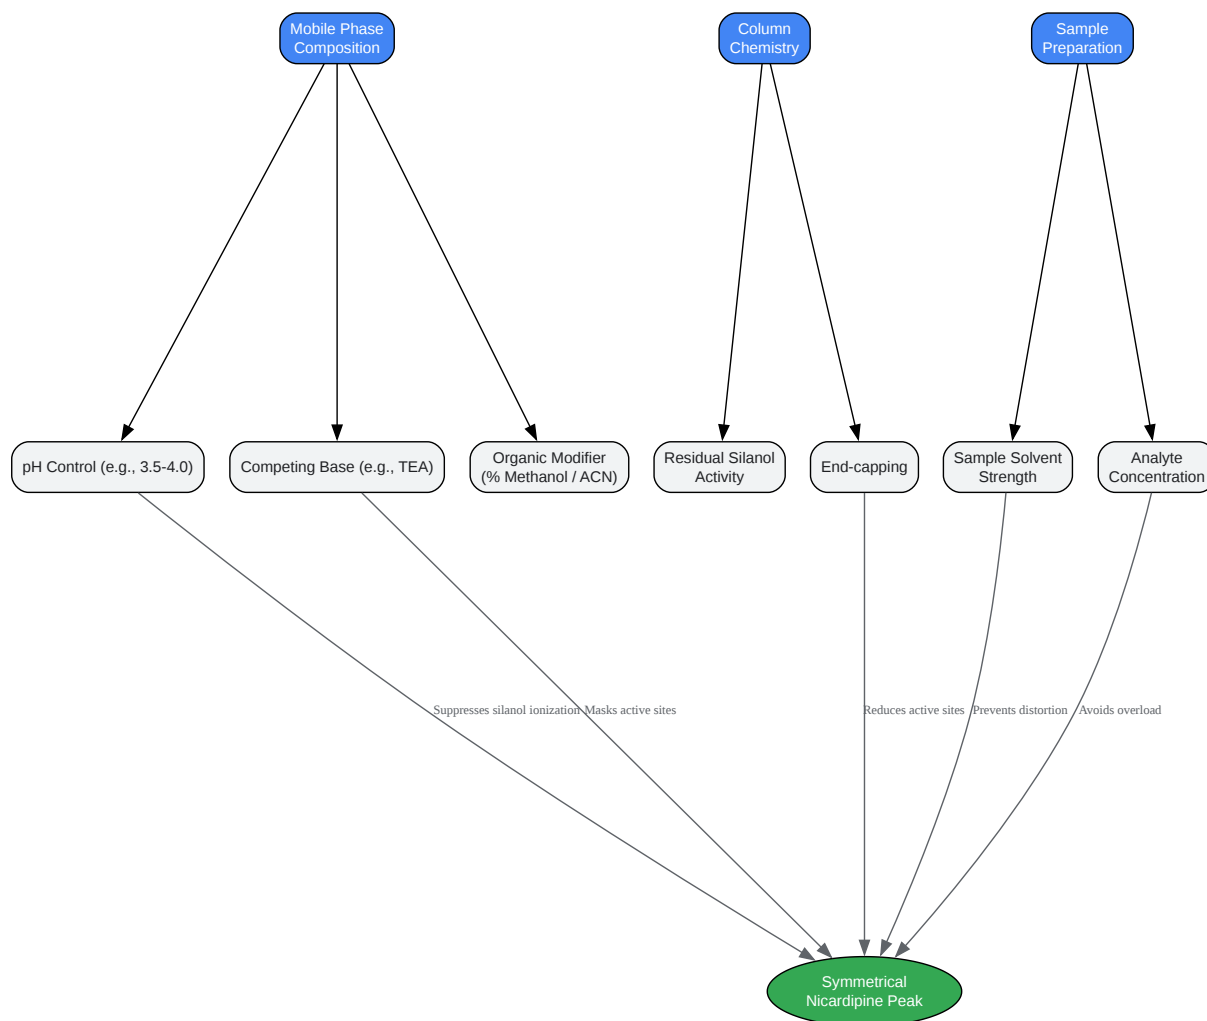 Mobile Phase
Composition
Column
Chemistry
Sample
Preparation
pH Control (e.g., 3.5-4.0)
Competing Base (e.g., TEA)
Organic Modifier
(% Methanol / ACN)
Residual Silanol
Activity
End-capping
Sample Solvent
Strength
Analyte
Concentration
Suppresses silanol ionization
Masks active sites
Reduces active sites
Prevents distortion
Avoids overload
Symmetrical
Nicardipine Peak